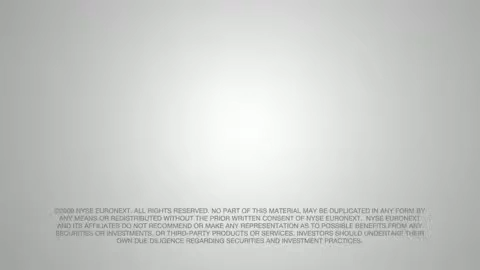 ©2009 NYSE EURONEXT. ALL RIGHTS RESERVED. NO PART OF THIS MATERIAL MAY BE DUPLICATED IN ANY FORM BY
ANY MEANS OR REDISTRIBUTED WITHOUT THE PRIOR WRITTEN CONSENT OF NYSE EURONEXT. NYSE EURONEXT
AND ITS AFFILIATES DO NOT RECOMMEND OR MAKE ANY REPRESENTATION AS TO POSSIBLE BENEFITS FROM ANY
SECURITIES OR INVESTMENTS, OR THIRD-PARTY PRODUCTS OR SERVICES. INVESTORS SHOULD UNDERTAKE THEIR
OWN DUE DILIGENCE REGARDING SECURITIES AND INVESTMENT PRACTICES.